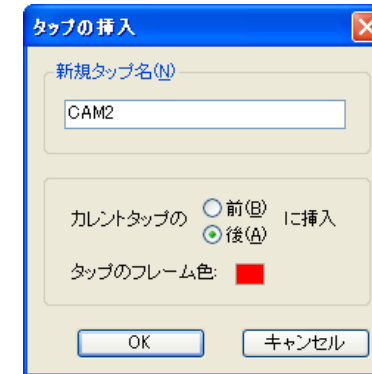 タップの挿入
新規タップ名(N)
CAM2
カレントタップの 前(B) に挿入
後(A)
タップのフレーム色:
OK キャンセル